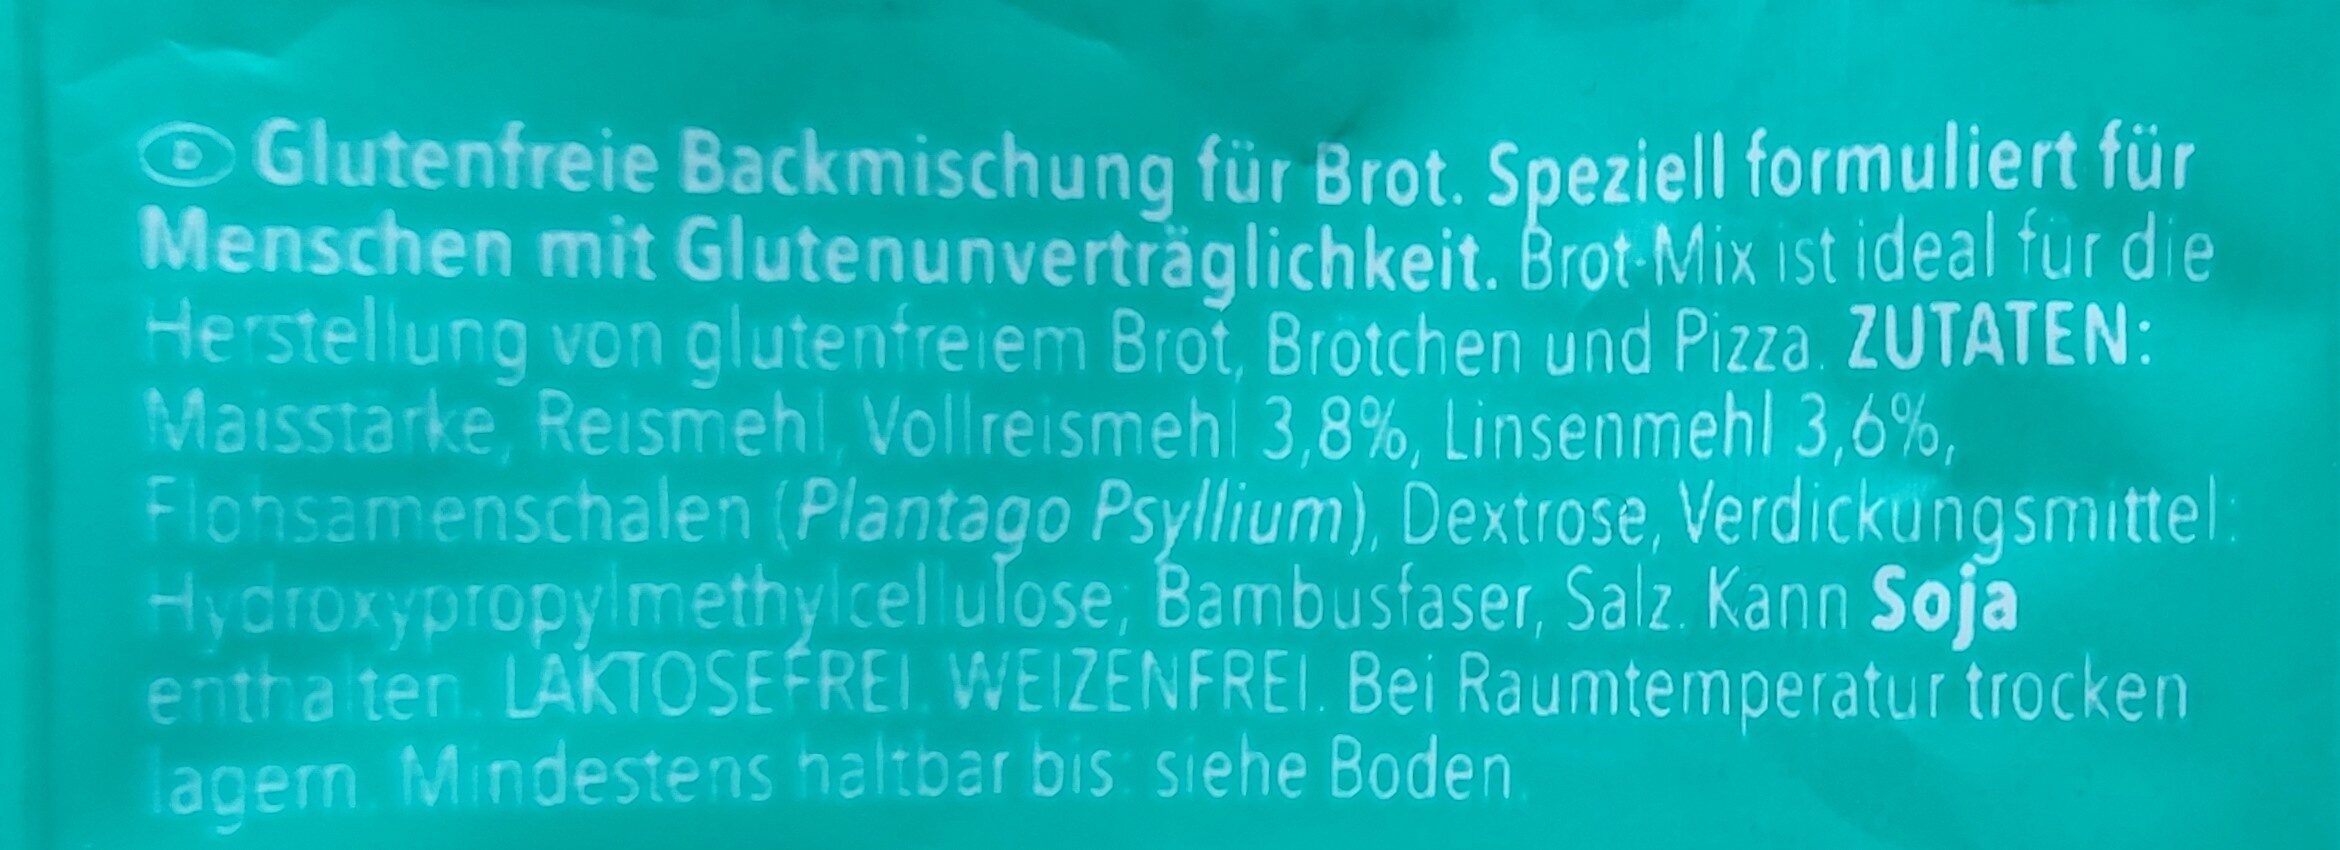 D Glutenfreie Backmischung für Brot. Speziell formuliert für
Menschen mit Glutenunverträglichkeit. Brot-Mix ist ideal für die
Herstellung von glutenfreiem Brot, Brötchen und Pizza. ZUTATEN:
Maisstärke, Reismehl, Vollreismehl 3,8%, Linsenmehl 3,6%,
Flohsamenschalen (Plantago Psyllium), Dextrose, Verdickungsmittel:
Hydroxypropylmethylcellulose; Bambusfaser, Salz. Kann Soja
enthalten. LAKTOSEFREI. WEIZENFREI. Bei Raumtemperatur trocken
lagern. Mindestens haltbar bis: siehe Boden.